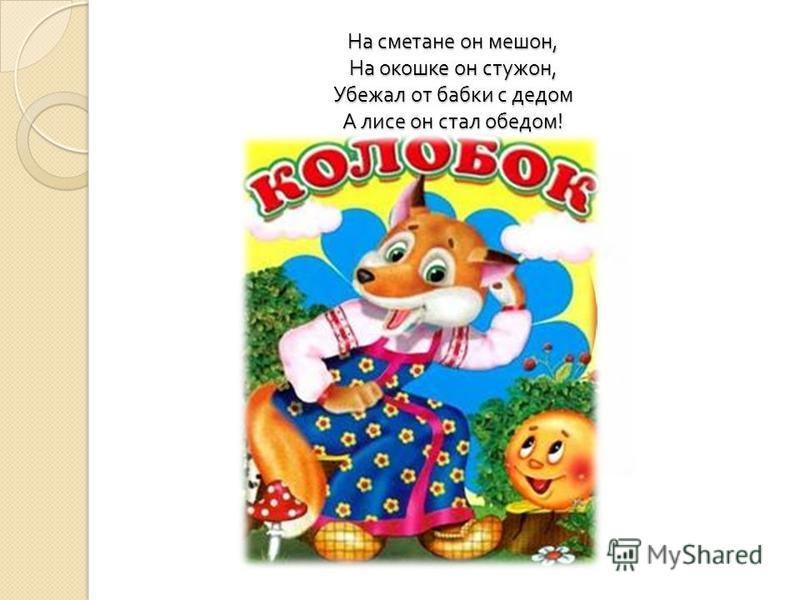 На сметане он мешон,
На окошке он стужон,
Убежал от бабки с дедом
А лисе он стал обедом!
КОЛОБОК
MyShared